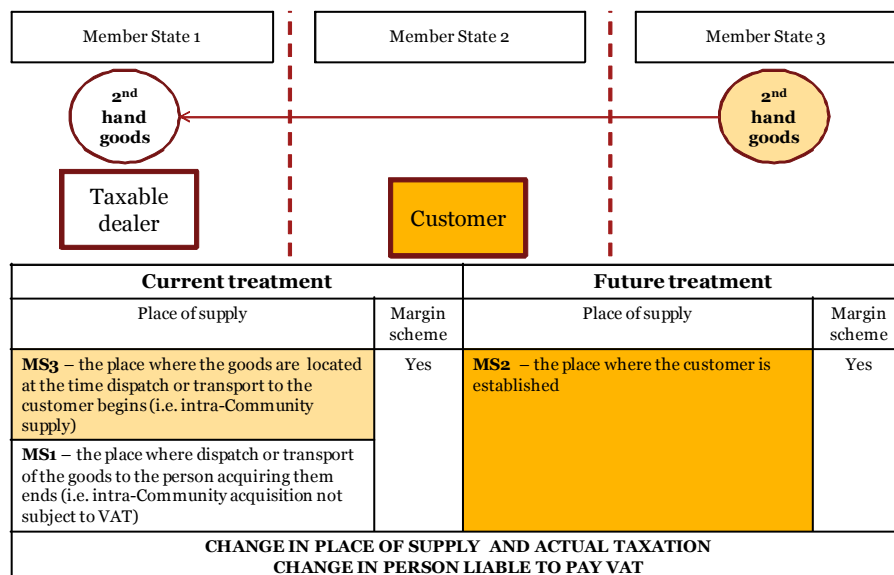 Member State 1
Member State 2
Member State 3
2nd
hand
goods
2nd
hand
goods
Taxable
dealer
Customer
Current treatment
Future treatment
Place of supply
Margin
scheme
Place of supply
Margin
scheme
MS3 – the place where the goods are located
at the time dispatch or transport to the
customer begins (i.e. intra-Community
supply)
Yes
MS2 – the place where the customer is
established
Yes
MS1 – the place where dispatch or transport
of the goods to the person acquiring them
ends (i.e. intra-Community acquisition not
subject to VAT)
CHANGE IN PLACE OF SUPPLY AND ACTUAL TAXATION
CHANGE IN PERSON LIABLE TO PAY VAT